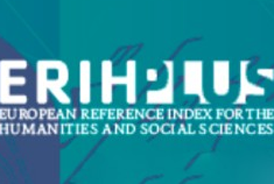 ERIHPLUS
EUROPEAN REFERENCE INDEX FOR THE
HUMANITIES AND SOCIAL SCIENCES